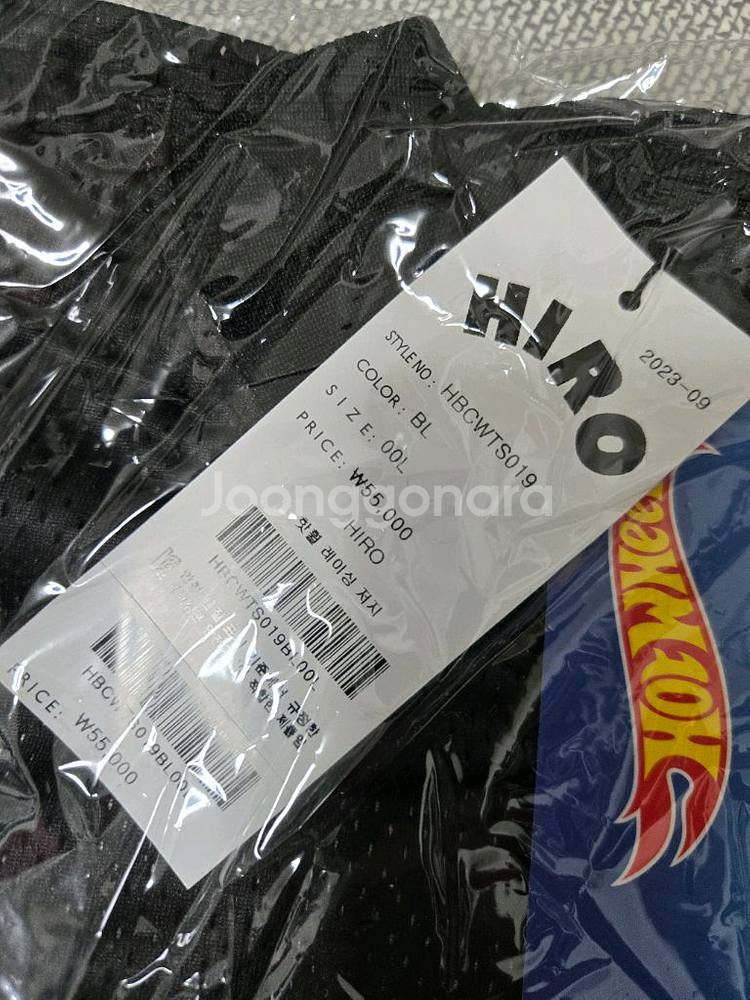 HIRO
2023-09
STYLE NO : HBCWTS019
COLOR : BL
SIZE: 00L
PRICE: ₩55,000
HIRO
핫휠 레이싱 저지
HBCWTS019BL00L
PRICE: ₩55,000
HOT WHEELS
Joonggonara